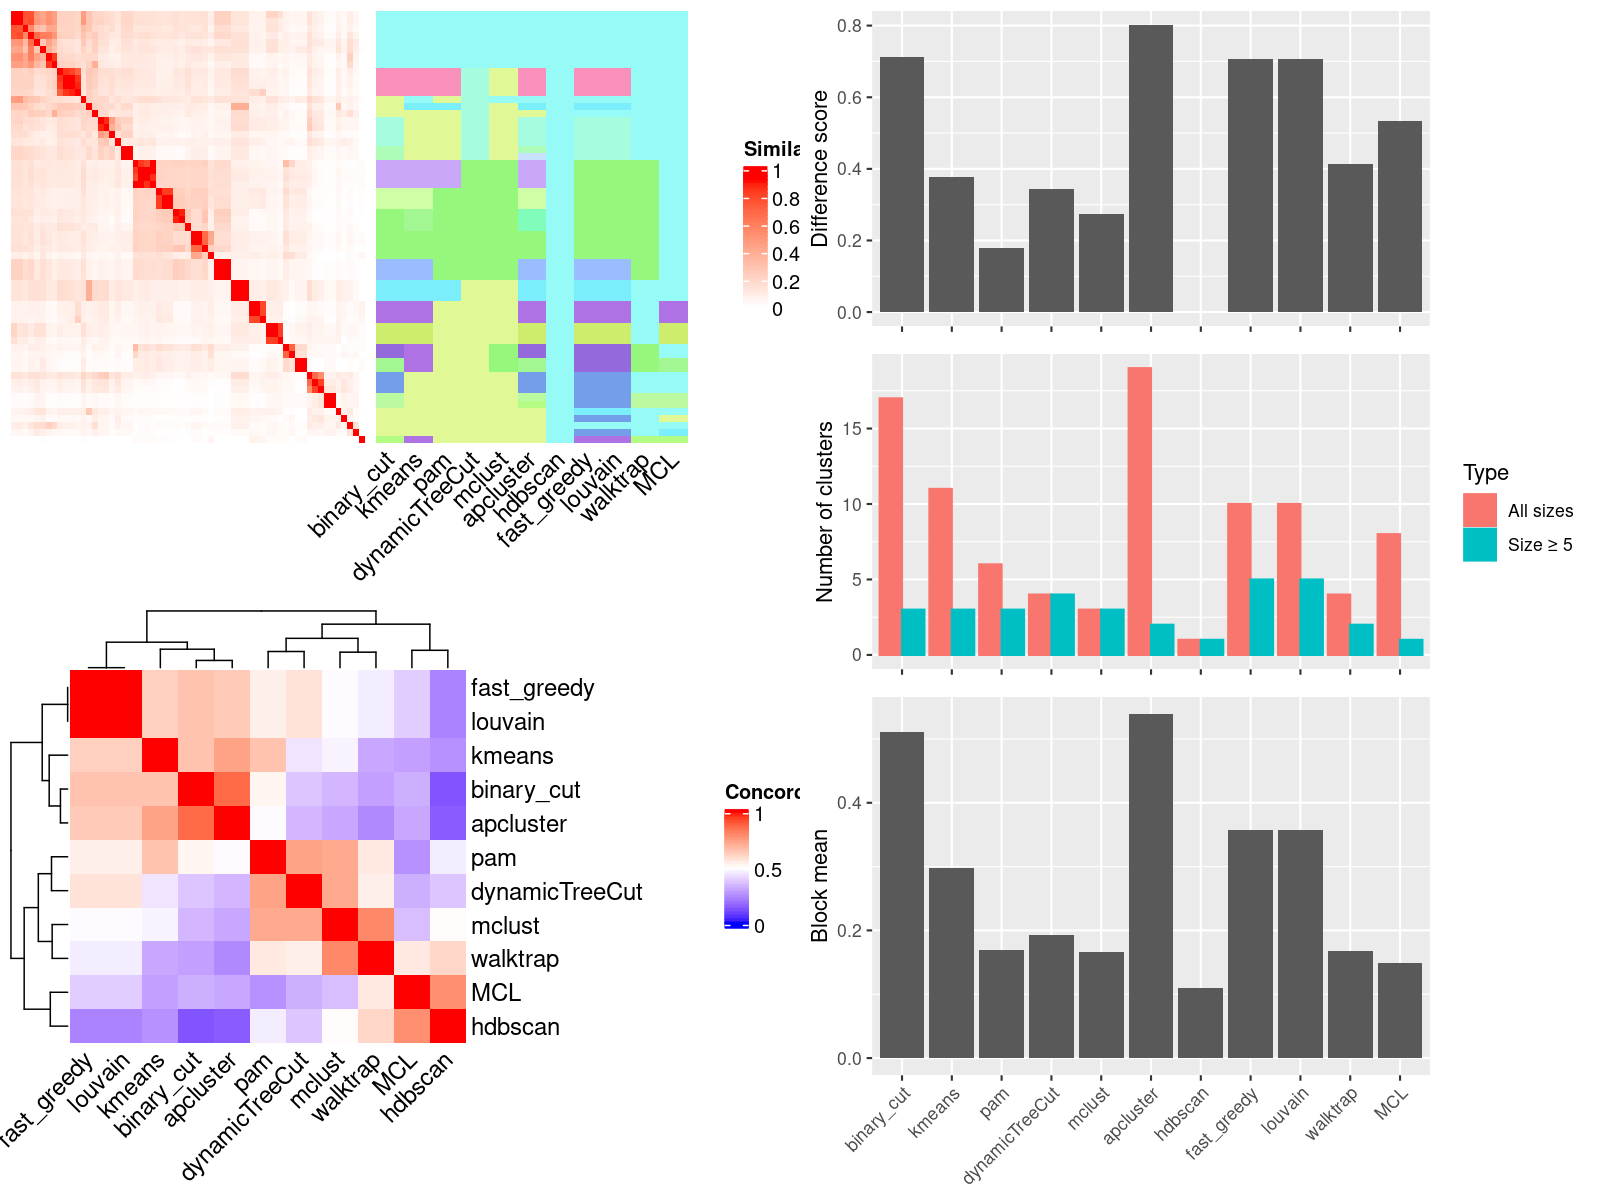 Simila
1
0.8
0.6
0.4
0.2
0
binary_cut
kmeans
pam
dynamicTreeCut
mclust
apcluster
hdbscan
fast_greedy
louvain
walktrap
MCL
Difference score
0.8
0.6
0.4
0.2
0.0
Number of clusters
15
10
5
0
Type
All sizes
Size ≥ 5
fast_greedy
louvain
kmeans
binary_cut
apcluster
pam
dynamicTreeCut
mclust
walktrap
MCL
hdbscan
fast_greedy
louvain
kmeans
binary_cut
apcluster
pam
dynamicTreeCut
mclust
walktrap
MCL
hdbscan
Concord
1
0.5
0
Block mean
0.4
0.2
0.0
binary_cut
kmeans
pam
dynamicTreeCut
mclust
apcluster
hdbscan
fast_greedy
louvain
walktrap
MCL